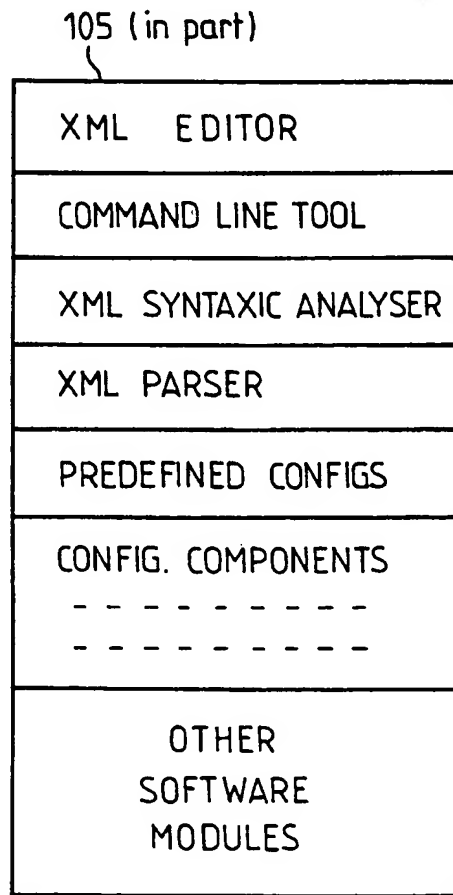 105 (in part)
XML EDITOR
COMMAND LINE TOOL
XML SYNTAXIC ANALYSER
XML PARSER
PREDEFINED CONFIGS
CONFIG. COMPONENTS
OTHER
SOFTWARE
MODULES